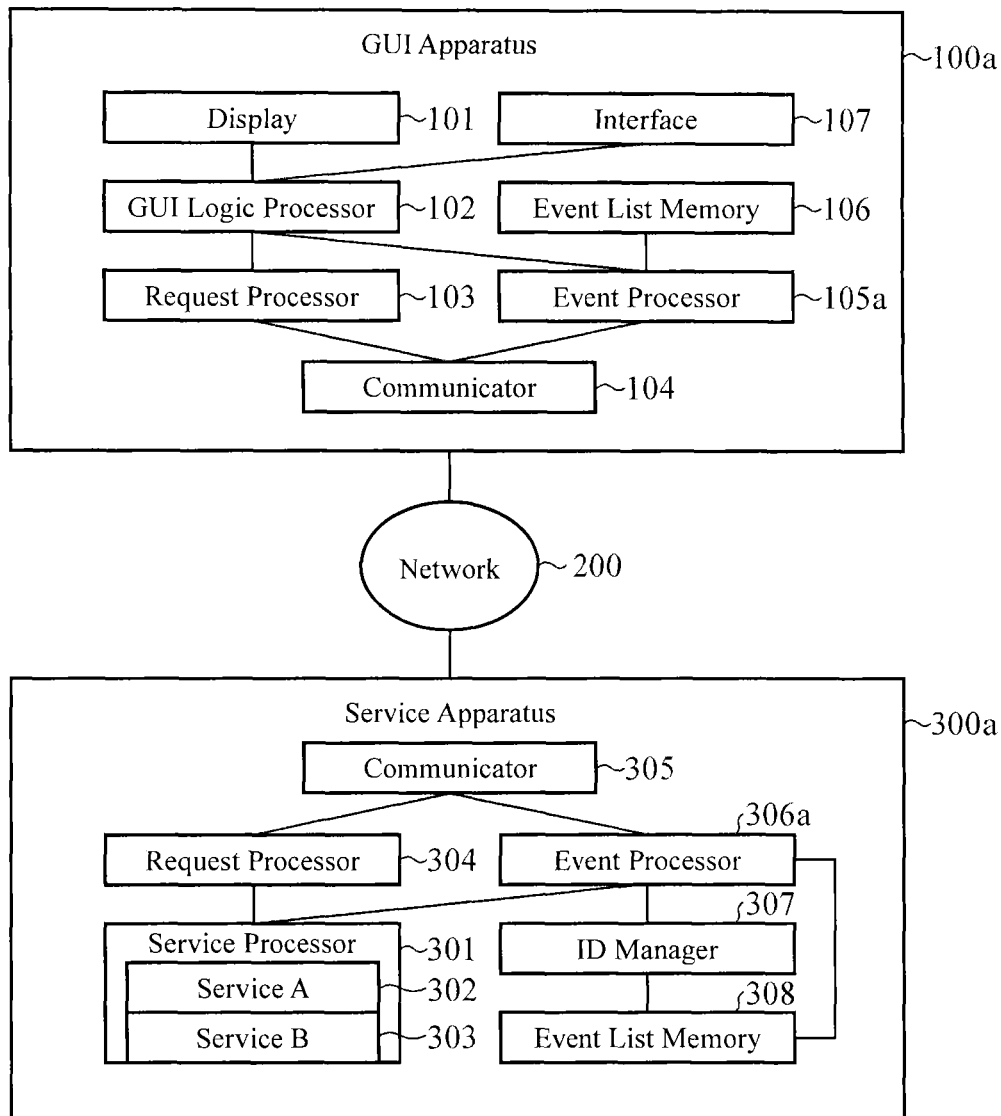 GUI Apparatus
100a
Display 101
Interface 107
GUI Logic Processor 102
Event List Memory 106
Request Processor 103
Event Processor 105a
Communicator 104
Network 200
Service Apparatus
300a
Communicator 305
306a
Request Processor 304
Event Processor
307
Service Processor 301
ID Manager
Service A 302
308
Service B 303
Event List Memory